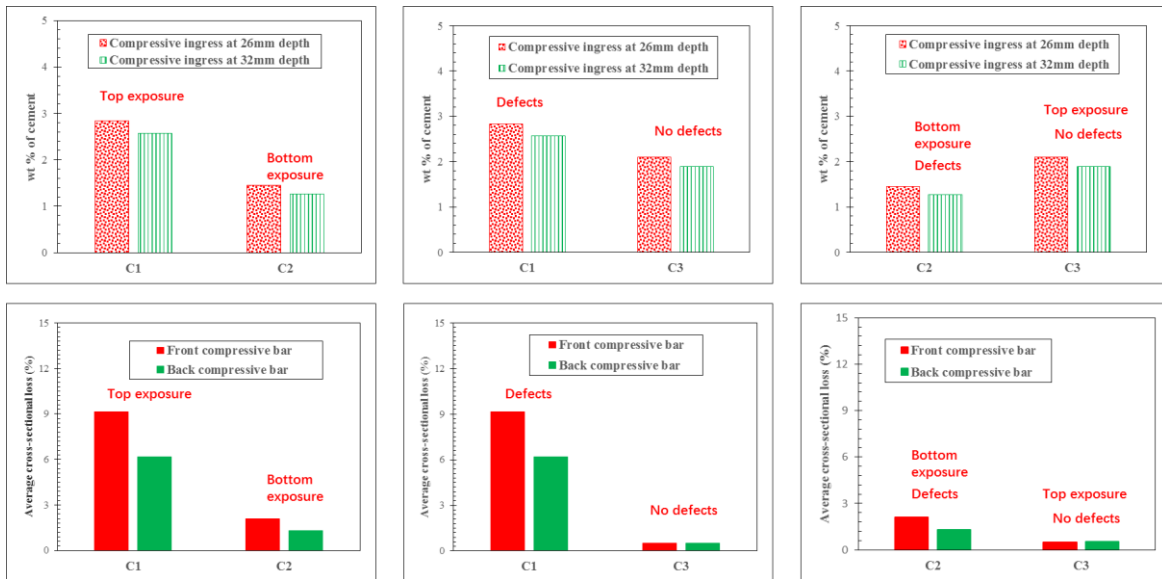 5
4
3
2
1
0
wt % of cement
Compressive ingress at 26mm depth
Compressive ingress at 32mm depth
Top exposure
Bottom
exposure
C1
C2
5
4
3
2
1
0
wt % of cement
Compressive ingress at 26mm depth
Compressive ingress at 32mm depth
Defects
No defects
C1
C3
5
4
3
2
1
0
wt % of cement
Compressive ingress at 26mm depth
Compressive ingress at 32mm depth
Bottom
exposure
Defects
Top exposure
No defects
C2
C3
15
12
9
6
3
0
Average cross-sectional loss (%)
Front compressive bar
Back compressive bar
Top exposure
Bottom
exposure
C1
C2
15
12
9
6
3
0
Average cross-sectional loss (%)
Front compressive bar
Back compressive bar
Defects
No defects
C1
C3
15
12
9
6
3
0
Average cross-sectional loss (%)
Front compressive bar
Back compressive bar
Bottom
exposure
Defects
Top exposure
No defects
C2
C3